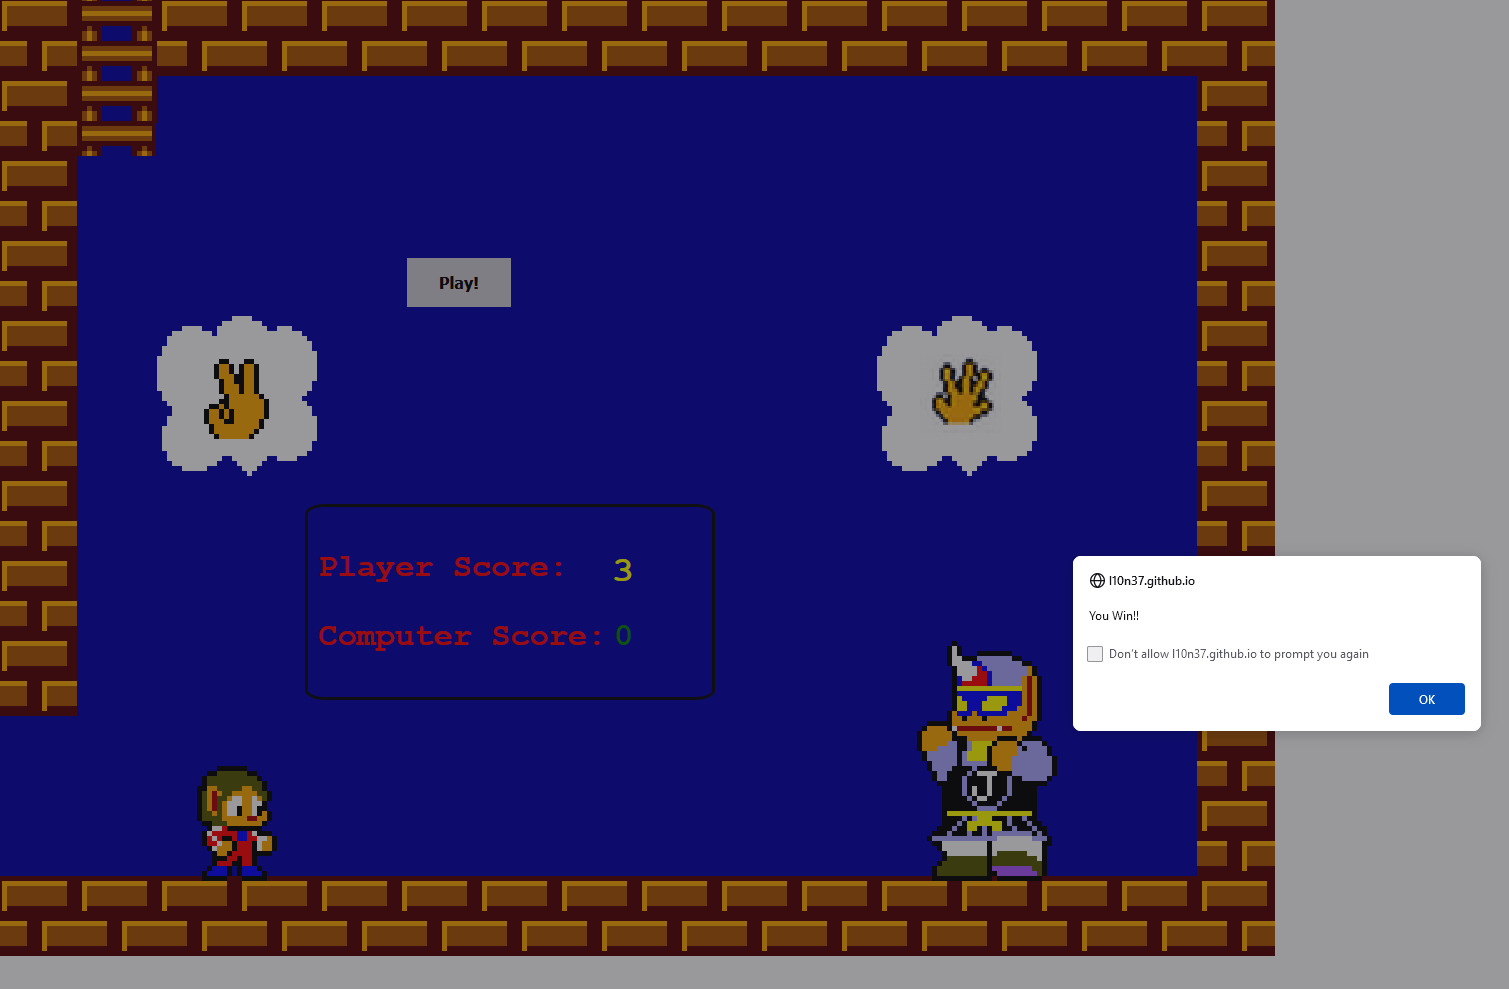 Play!
Player Score: 3
Computer Score: 0
l10n37.github.io
You Win!!
Don't allow l10n37.github.io to prompt you again
OK
J